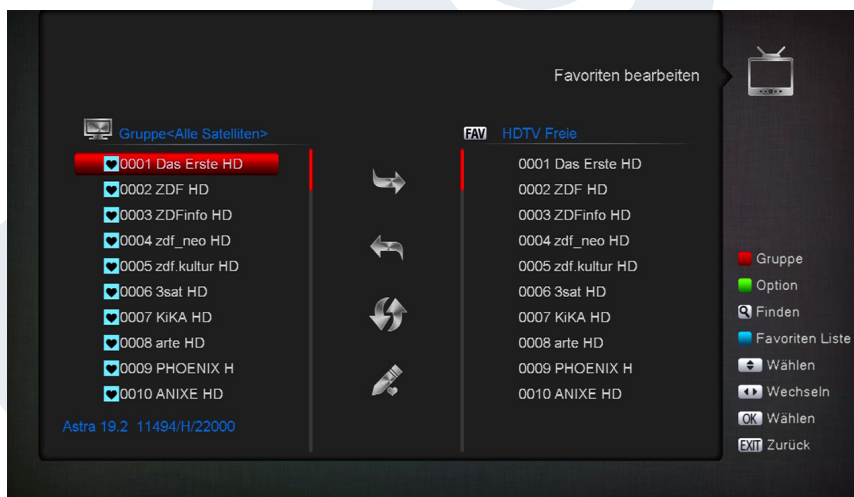 Favoriten bearbeiten
Gruppe<Alle Satelliten>
0001 Das Erste HD
0002 ZDF HD
0003 ZDFinfo HD
0004 zdf_neo HD
0005 zdf.kultur HD
0006 3sat HD
0007 KiKA HD
0008 arte HD
0009 PHOENIX H
0010 ANIXE HD
Astra 19.2 11494/H/22000
FAV HDTV Freie
0001 Das Erste HD
0002 ZDF HD
0003 ZDFinfo HD
0004 zdf_neo HD
0005 zdf.kultur HD
0006 3sat HD
0007 KiKA HD
0008 arte HD
0009 PHOENIX H
0010 ANIXE HD
Gruppe
Option
Finden
Favoriten Liste
Wählen
Wechseln
OK Wählen
EXIT Zurück